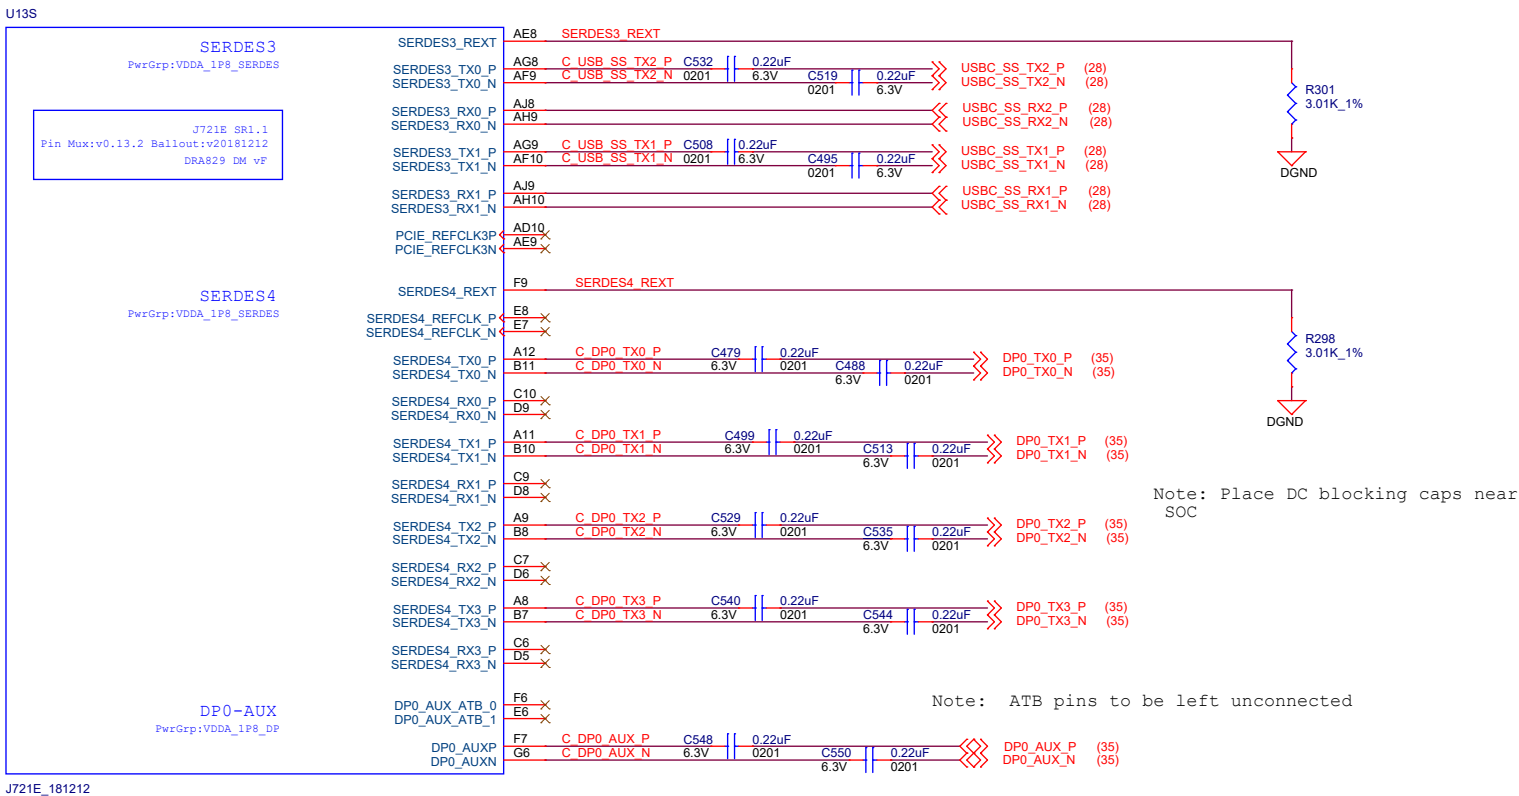 U13S
SERDES3
PwrGrp:VDDA_1P8_SERDES
SERDES3_REXT AE8 SERDES3_REXT
SERDES3_TX0_P AG8 C_USB_SS_TX2_P C532 0.22uF USBC_SS_TX2_P (28)
SERDES3_TX0_N AF9 C_USB_SS_TX2_N 0201 6.3V C519 0.22uF USBC_SS_TX2_N (28)
0201 6.3V
R301
3.01K_1%
SERDES3_RX0_P AJ8 USBC_SS_RX2_P (28)
SERDES3_RX0_N AH9 USBC_SS_RX2_N (28)
J721E SR1.1
Pin Mux:v0.13.2 Ballout:v20181212
DRA829 DM vF
SERDES3_TX1_P AG9 C_USB_SS_TX1_P C508 0.22uF USBC_SS_TX1_P (28)
SERDES3_TX1_N AF10 C_USB_SS_TX1_N 0201 6.3V C495 0.22uF USBC_SS_TX1_N (28)
0201 6.3V
DGND
SERDES3_RX1_P AJ9 USBC_SS_RX1_P (28)
SERDES3_RX1_N AH10 USBC_SS_RX1_N (28)
PCIE_REFCLK3P AD10
PCIE_REFCLK3N AE9
SERDES4
PwrGrp:VDDA_1P8_SERDES
SERDES4_REXT F9 SERDES4_REXT
SERDES4_REFCLK_P E8
SERDES4_REFCLK_N E7
R298
3.01K_1%
SERDES4_TX0_P A12 C_DP0_TX0_P C479 0.22uF DP0_TX0_P (35)
SERDES4_TX0_N B11 C_DP0_TX0_N 6.3V 0201 C488 0.22uF DP0_TX0_N (35)
6.3V 0201
SERDES4_RX0_P C10
SERDES4_RX0_N D9
DGND
SERDES4_TX1_P A11 C_DP0_TX1_P C499 0.22uF DP0_TX1_P (35)
SERDES4_TX1_N B10 C_DP0_TX1_N 6.3V 0201 C513 0.22uF DP0_TX1_N (35)
6.3V 0201
SERDES4_RX1_P C9
SERDES4_RX1_N D8
Note: Place DC blocking caps near
SOC
SERDES4_TX2_P A9 C_DP0_TX2_P C529 0.22uF DP0_TX2_P (35)
SERDES4_TX2_N B8 C_DP0_TX2_N 6.3V 0201 C535 0.22uF DP0_TX2_N (35)
6.3V 0201
SERDES4_RX2_P C7
SERDES4_RX2_N D6
SERDES4_TX3_P A8 C_DP0_TX3_P C540 0.22uF DP0_TX3_P (35)
SERDES4_TX3_N B7 C_DP0_TX3_N 6.3V 0201 C544 0.22uF DP0_TX3_N (35)
6.3V 0201
SERDES4_RX3_P C6
SERDES4_RX3_N D5
DP0-AUX
PwrGrp:VDDA_1P8_DP
DP0_AUX_ATB_0 F6
DP0_AUX_ATB_1 E6
Note: ATB pins to be left unconnected
DP0_AUXP F7 C_DP0_AUX_P C548 0.22uF DP0_AUX_P (35)
DP0_AUXN G6 C_DP0_AUX_N 6.3V 0201 C550 0.22uF DP0_AUX_N (35)
6.3V 0201
J721E_181212